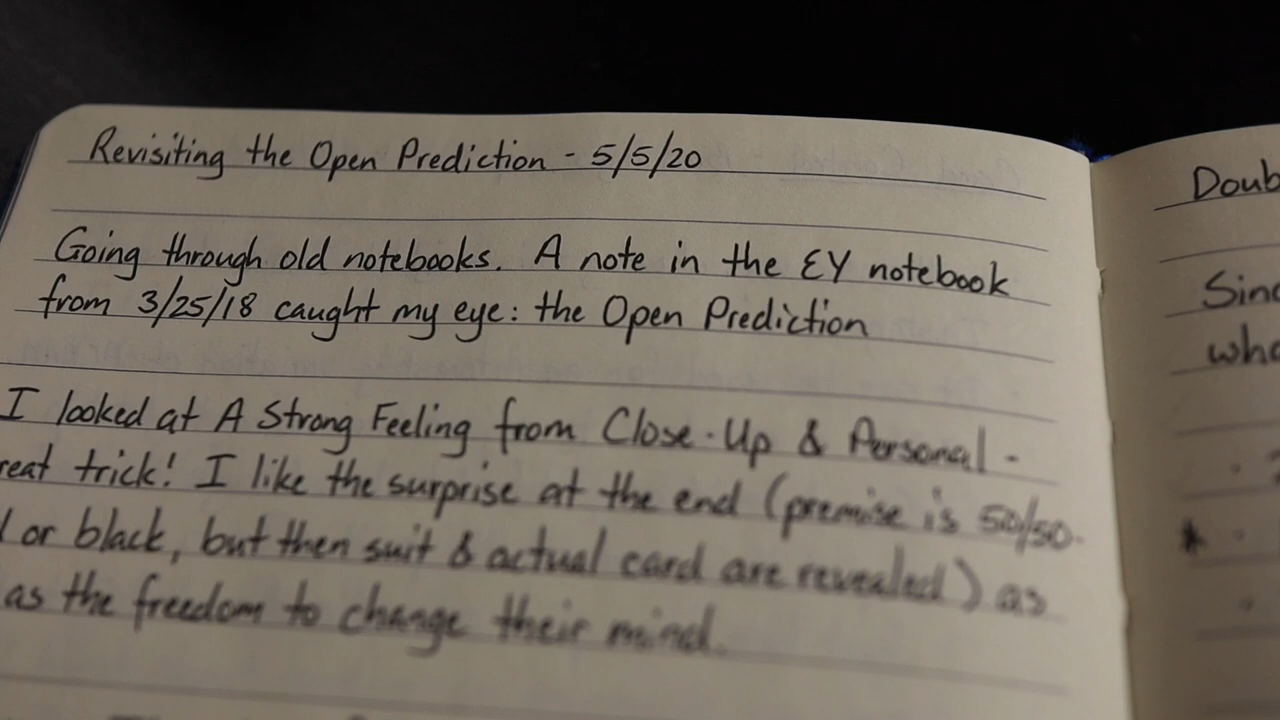 Revisiting the Open Prediction - 5/5/20
Going through old notebooks. A note in the EY notebook
from 3/25/18 caught my eye: the Open Prediction
I looked at A Strong Feeling from Close-Up & Personal -
reat trick! I like the surprise at the end (premise is 50/50-
or black, but then suit & actual card are revealed) as
as the freedom to change their mind.
Doub
Sinc
who